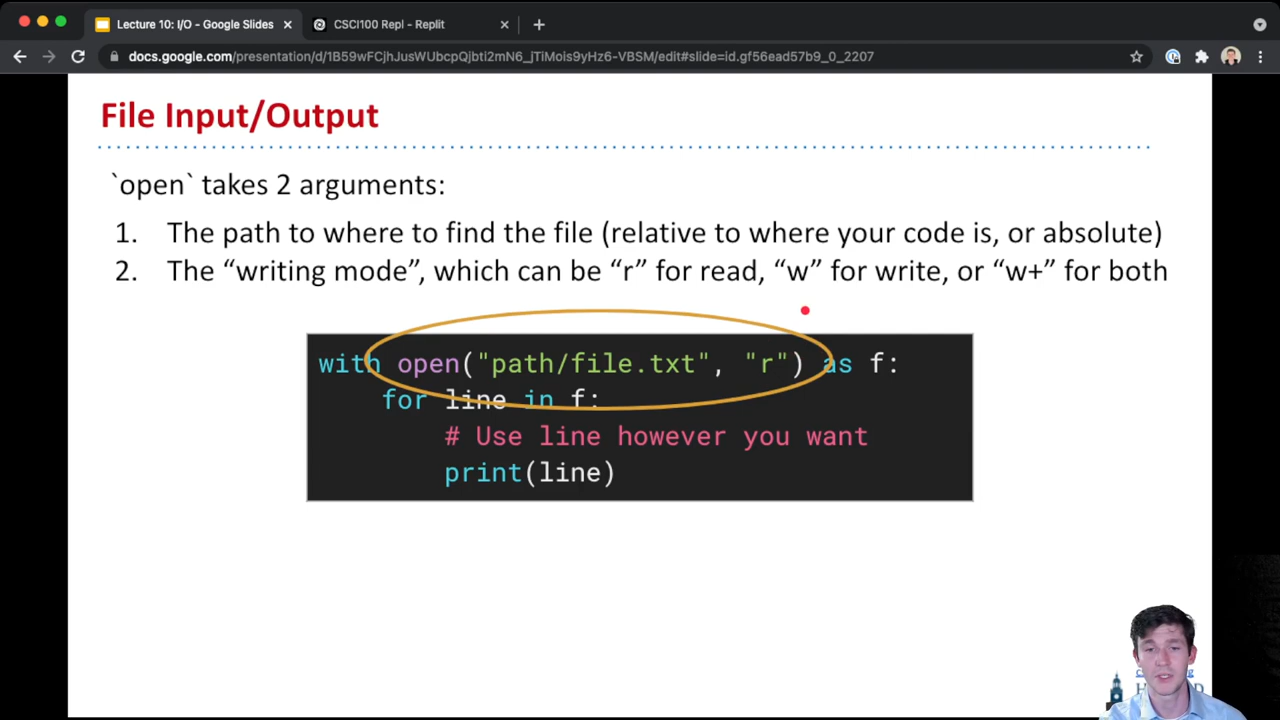 Lecture 10: I/O - Google Slides
CSCI100 Repl - Replit
docs.google.com/presentation/d/1B59wFCjhJusWUbcpQjbti2mN6_jTiMois9yHz6-VBSM/edit#slide=id.gf56ead57b9_0_2207
File Input/Output
`open` takes 2 arguments:
1. The path to where to find the file (relative to where your code is, or absolute)
2. The “writing mode”, which can be “r” for read, “w” for write, or “w+” for both
with open("path/file.txt", "r") as f:
for line in f:
# Use line however you want
print(line)